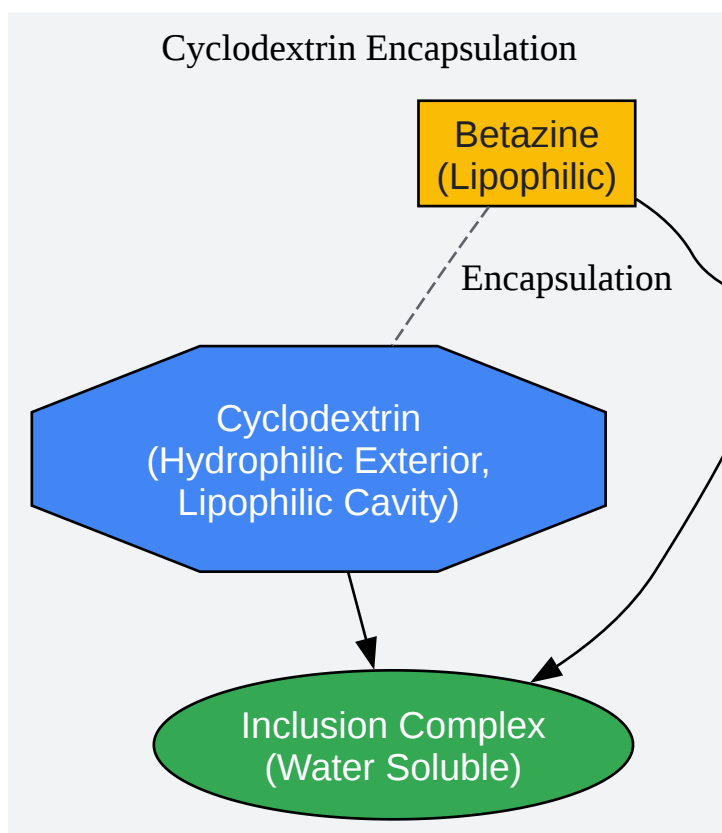 Cyclodextrin Encapsulation
Betazine
(Lipophilic)
Encapsulation
Cyclodextrin
(Hydrophilic Exterior,
Lipophilic Cavity)
Inclusion Complex
(Water Soluble)